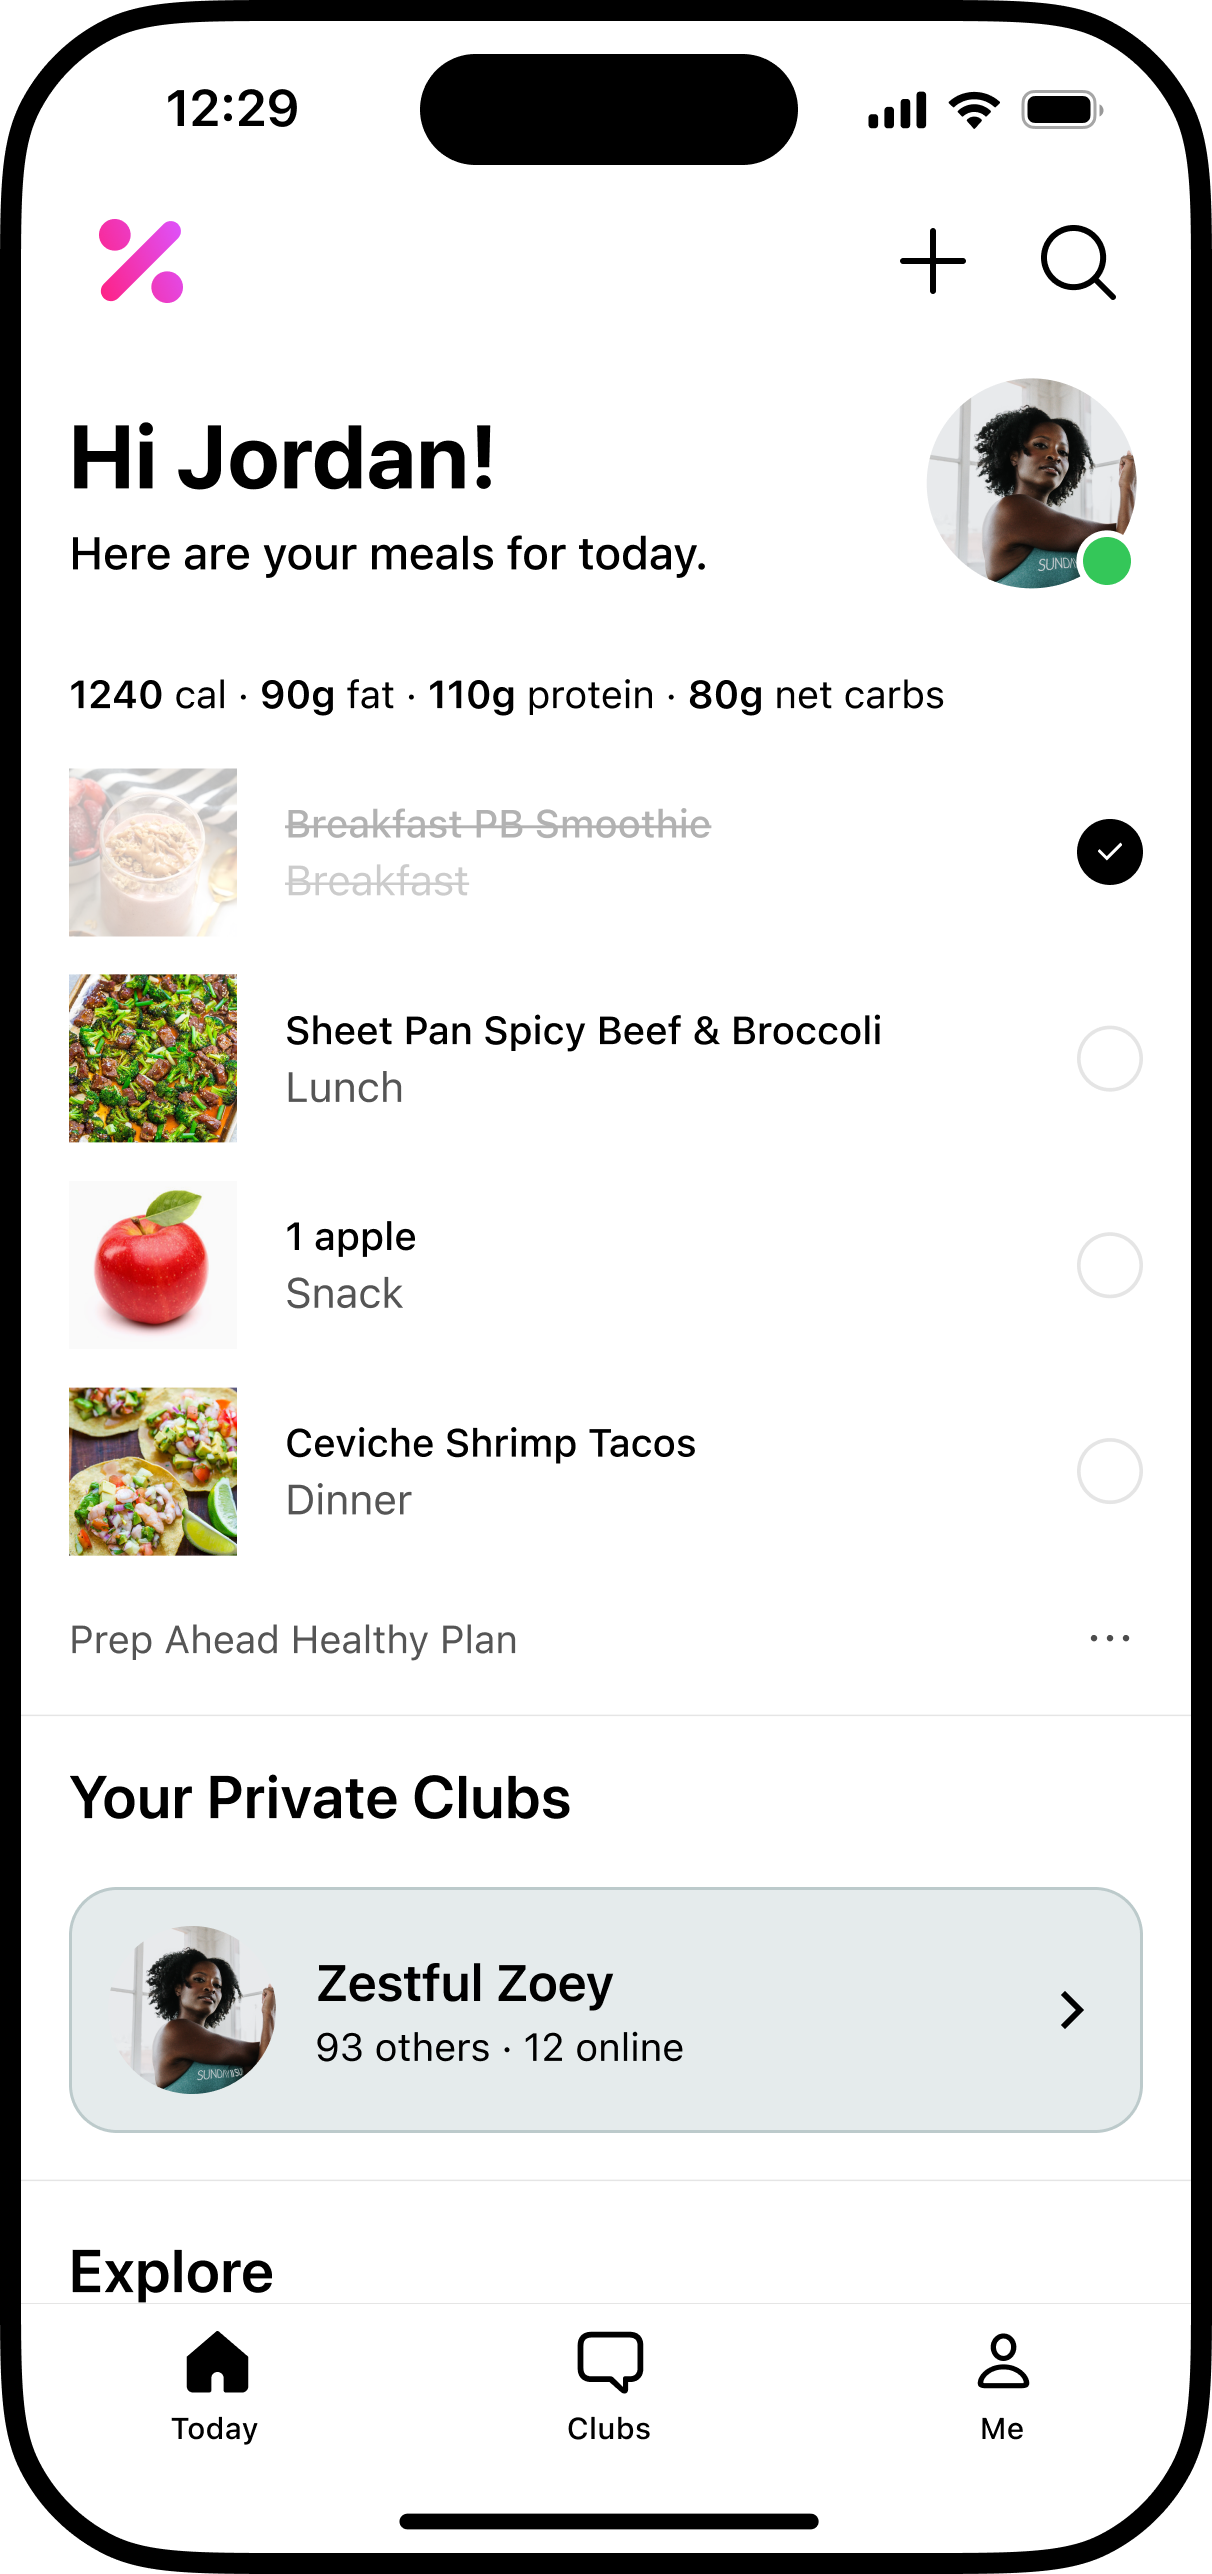 12:29
Hi Jordan!
Here are your meals for today.
1240 cal · 90g fat · 110g protein · 80g net carbs
Breakfast PB Smoothie
Breakfast
Sheet Pan Spicy Beef & Broccoli
Lunch
1 apple
Snack
Ceviche Shrimp Tacos
Dinner
Prep Ahead Healthy Plan
Your Private Clubs
Zestful Zoey
93 others · 12 online
Explore
Today
Clubs
Me